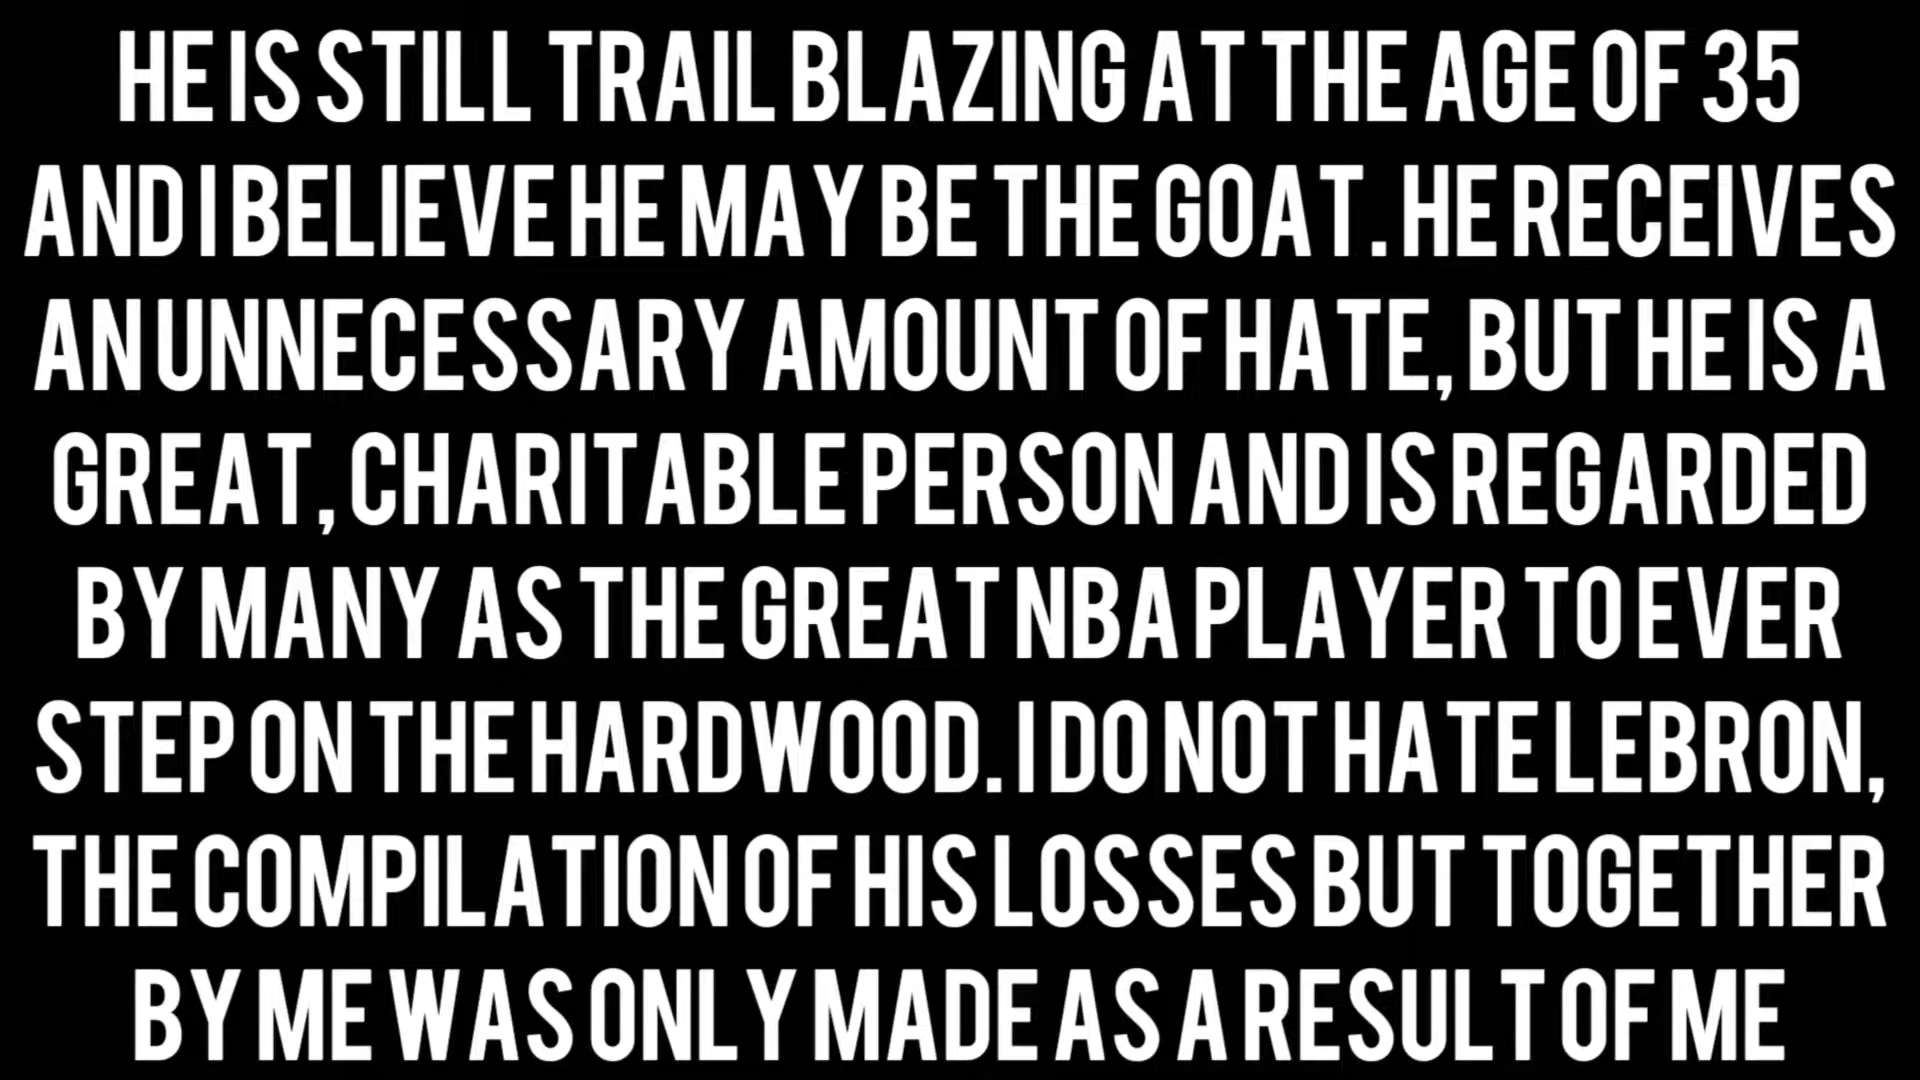 HE IS STILL TRAIL BLAZING AT THE AGE OF 35
AND I BELIEVE HE MAY BE THE GOAT. HE RECEIVES
AN UNNECESSARY AMOUNT OF HATE, BUT HE IS A
GREAT, CHARITABLE PERSON AND IS REGARDED
BY MANY AS THE GREAT NBA PLAYER TO EVER
STEP ON THE HARDWOOD. I DO NOT HATE LEBRON,
THE COMPILATION OF HIS LOSSES BUT TOGETHER
BY ME WAS ONLY MADE AS A RESULT OF ME